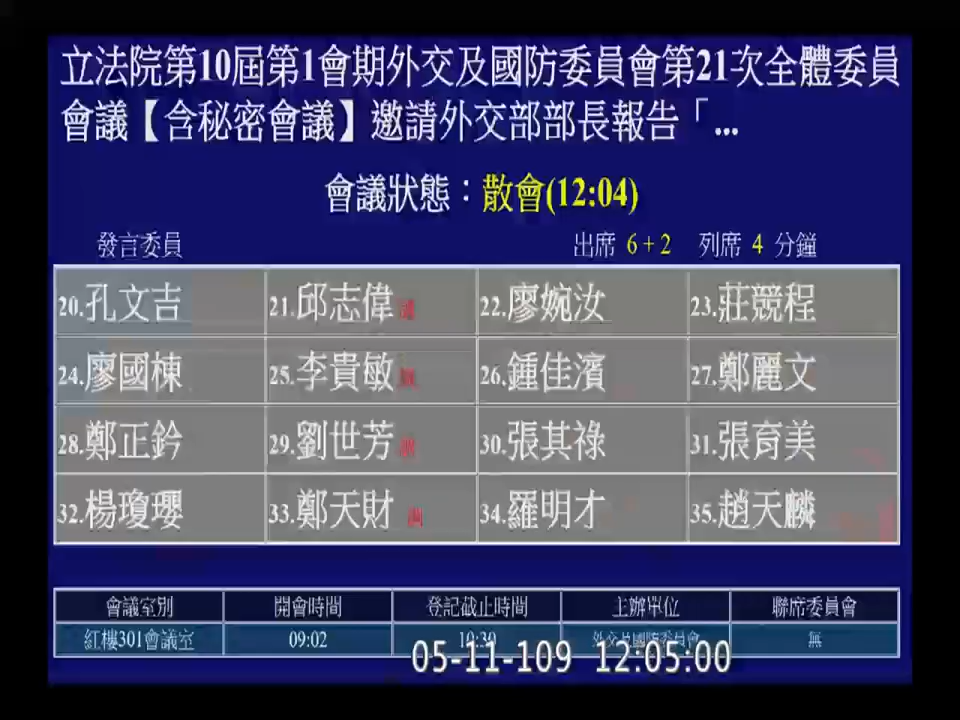 立法院第10屆第1會期外交及國防委員會第21次全體委員
會議【含秘密會議】邀請外交部部長報告「...
會議狀態：散會(12:04)
發言委員 出席 6+2 列席 4 分鐘
20.孔文吉 21.邱志偉 22.廖婉汝 23.莊競程
24.廖國棟 25.李貴敏 26.鍾佳濱 27.鄭麗文
28.鄭正鈐 29.劉世芳 30.張其祿 31.張育美
32.楊瓊瓔 33.鄭天財 34.羅明才 35.趙天麟
會議室別 開會時間 登記截止時間 主辦單位 聯席委員會
紅樓301會議室 09:02 10:30 外交及國防委員會 無
05-11-109 12:05:00